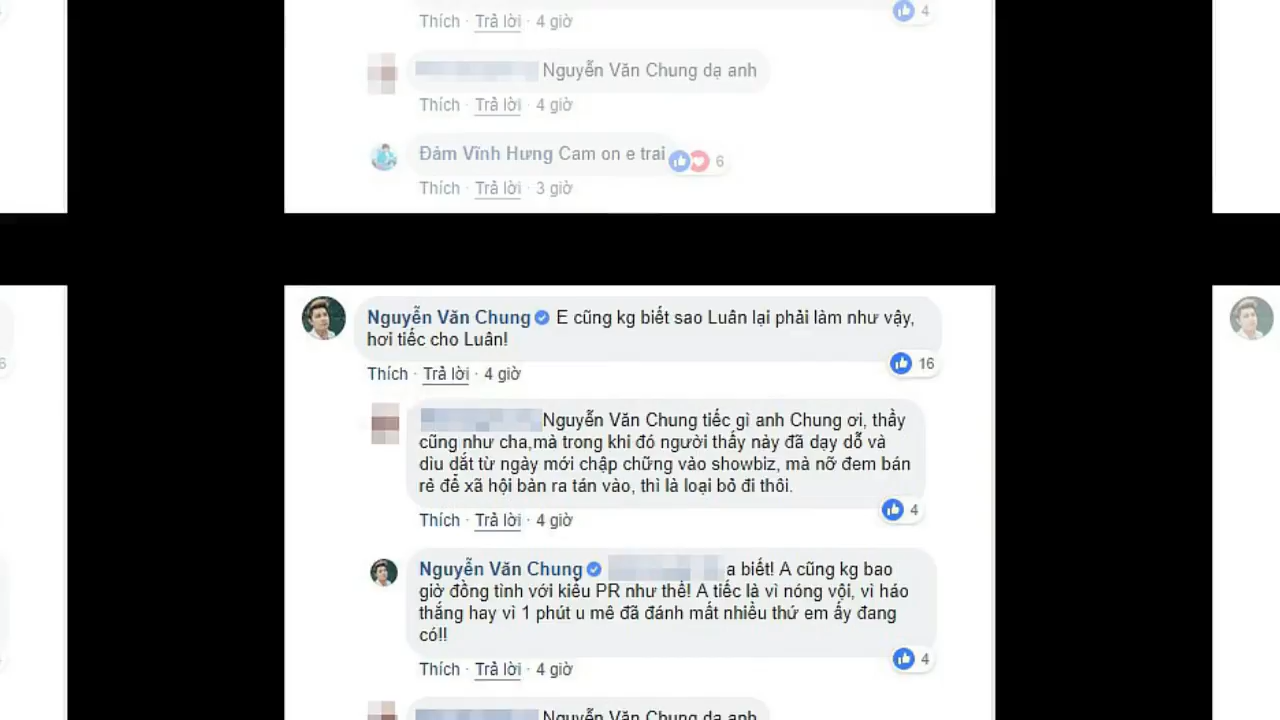 Thích · Trả lời · 4 giờ
4
Nguyễn Văn Chung dạ anh
Thích · Trả lời · 4 giờ
Đàm Vĩnh Hưng Cam on e trai
6
Thích · Trả lời · 3 giờ
Nguyễn Văn Chung E cũng kg biết sao Luân lại phải làm như vậy,
hơi tiếc cho Luân!
16
Thích · Trả lời · 4 giờ
Nguyễn Văn Chung tiếc gì anh Chung ơi, thầy
cũng như cha,mà trong khi đó người thấy này đã dạy dỗ và
dìu dắt từ ngày mới chập chững vào showbiz, mà nỡ đem bán
rẻ để xã hội bàn ra tán vào, thì là loại bỏ đi thôi.
4
Thích · Trả lời · 4 giờ
Nguyễn Văn Chung a biết! A cũng kg bao
giờ đồng tình với kiểu PR như thế! A tiếc là vì nóng vội, vì háo
thắng hay vì 1 phút u mê đã đánh mất nhiều thứ em ấy đang
có!!
4
Thích · Trả lời · 4 giờ
Nguyễn Văn Chung dạ anh
6